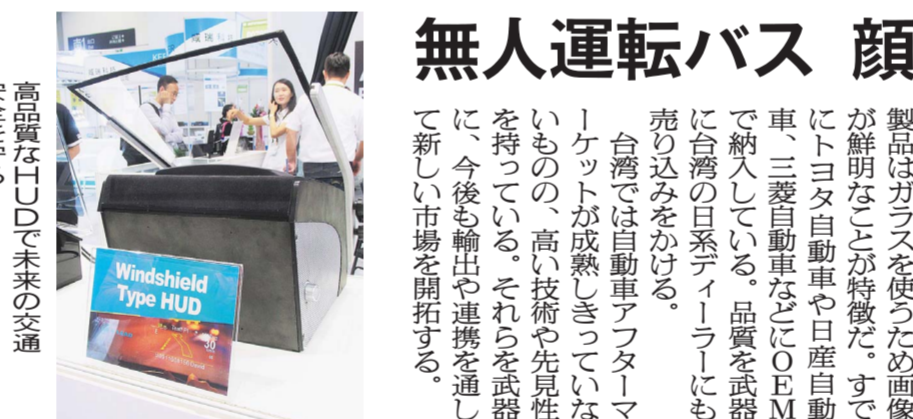 無人運転バス　顔
製品はガラスを使うため画像
が鮮明なことが特徴だ。すで
にトヨタ自動車や日産自動
車、三菱自動車などにOEM
で納入している。品質を武器
に台湾の日系ディーラーにも
売り込みをかける。
　台湾では自動車アフターマ
ーケットが成熟しきっていな
いものの、高い技術や先見性
を持っている。それらを武器
に、今後も輸出や連携を通し
て新しい市場を開拓する。
Windshield
Type HUD
30
高品質なHUDで未来の交通